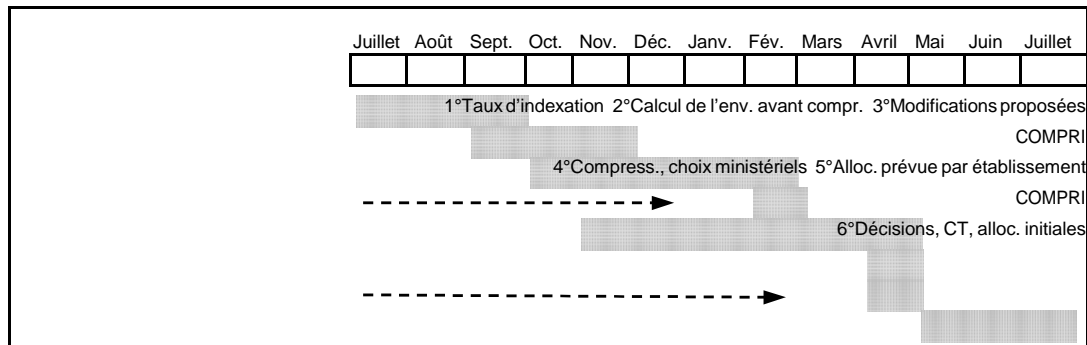 Juillet Août Sept. Oct. Nov. Déc. Janv. Fév. Mars Avril Mai Juin Juillet
1°Taux d'indexation 2°Calcul de l'env. avant compr. 3°Modifications proposées
COMPRI
4°Compress., choix ministériels 5°Alloc. prévue par établissement
COMPRI
6°Décisions, CT, alloc. initiales